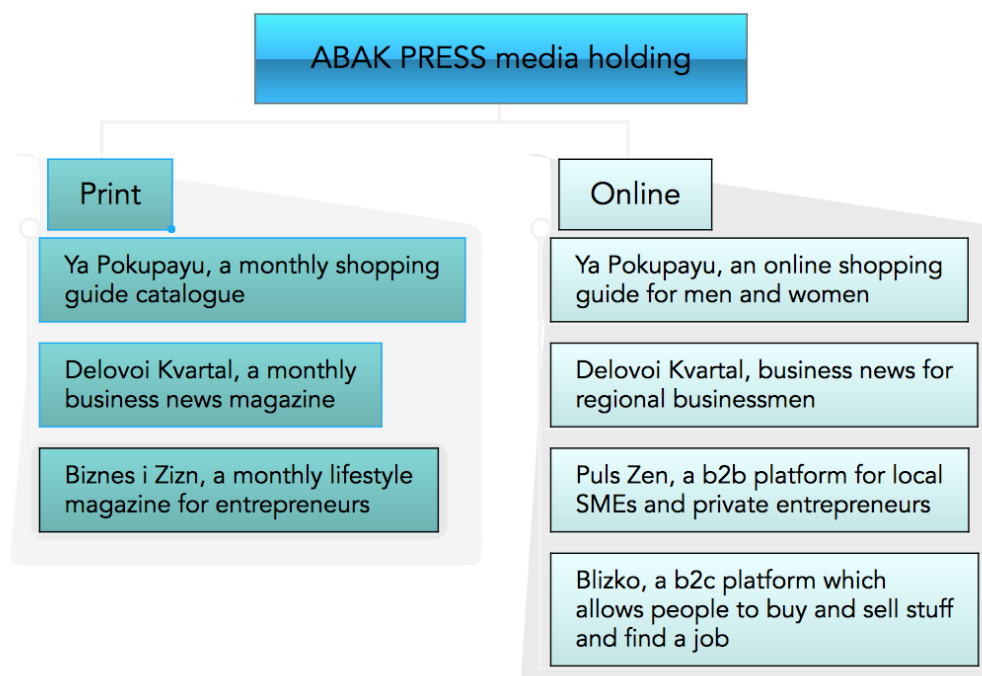 ABAK PRESS media holding
Print
Ya Pokupayu, a monthly shopping
guide catalogue
Delovoi Kvartal, a monthly
business news magazine
Biznes i Zizn, a monthly lifestyle
magazine for entrepreneurs
Online
Ya Pokupayu, an online shopping
guide for men and women
Delovoi Kvartal, business news for
regional businessmen
Puls Zen, a b2b platform for local
SMEs and private entrepreneurs
Blizko, a b2c platform which
allows people to buy and sell stuff
and find a job